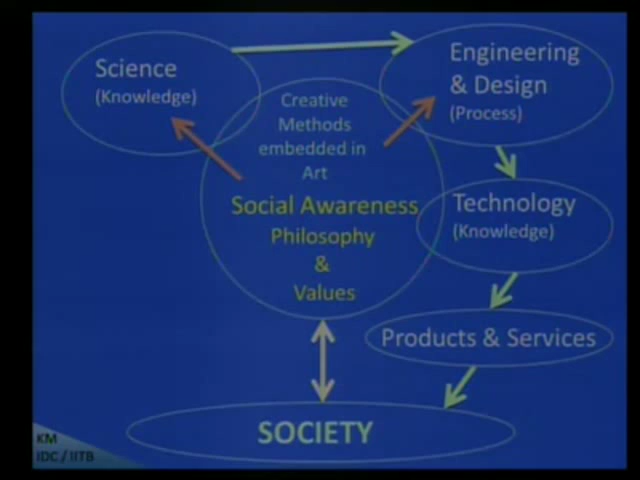 Science
(Knowledge)
Engineering
& Design
(Process)
Creative
Methods
embedded in
Art
Social Awareness
Philosophy
&
Values
Technology
(Knowledge)
Products & Services
SOCIETY
KM
IDC / IITB